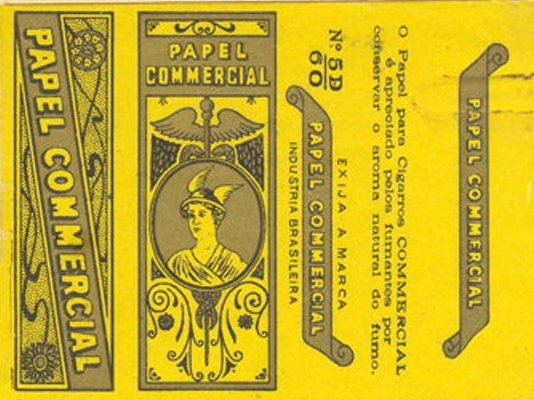 PAPEL COMMERCIAL
PAPEL
COMMERCIAL
Nº 5D
60
PAPEL COMMERCIAL
EXIJA A MARCA
INDUSTRIA BRASILEIRA
O Papel para Cigarros COMMERCIAL
é apreciado pelos fumantes por
conservar o aroma natural do fumo.
PAPEL COMMERCIAL